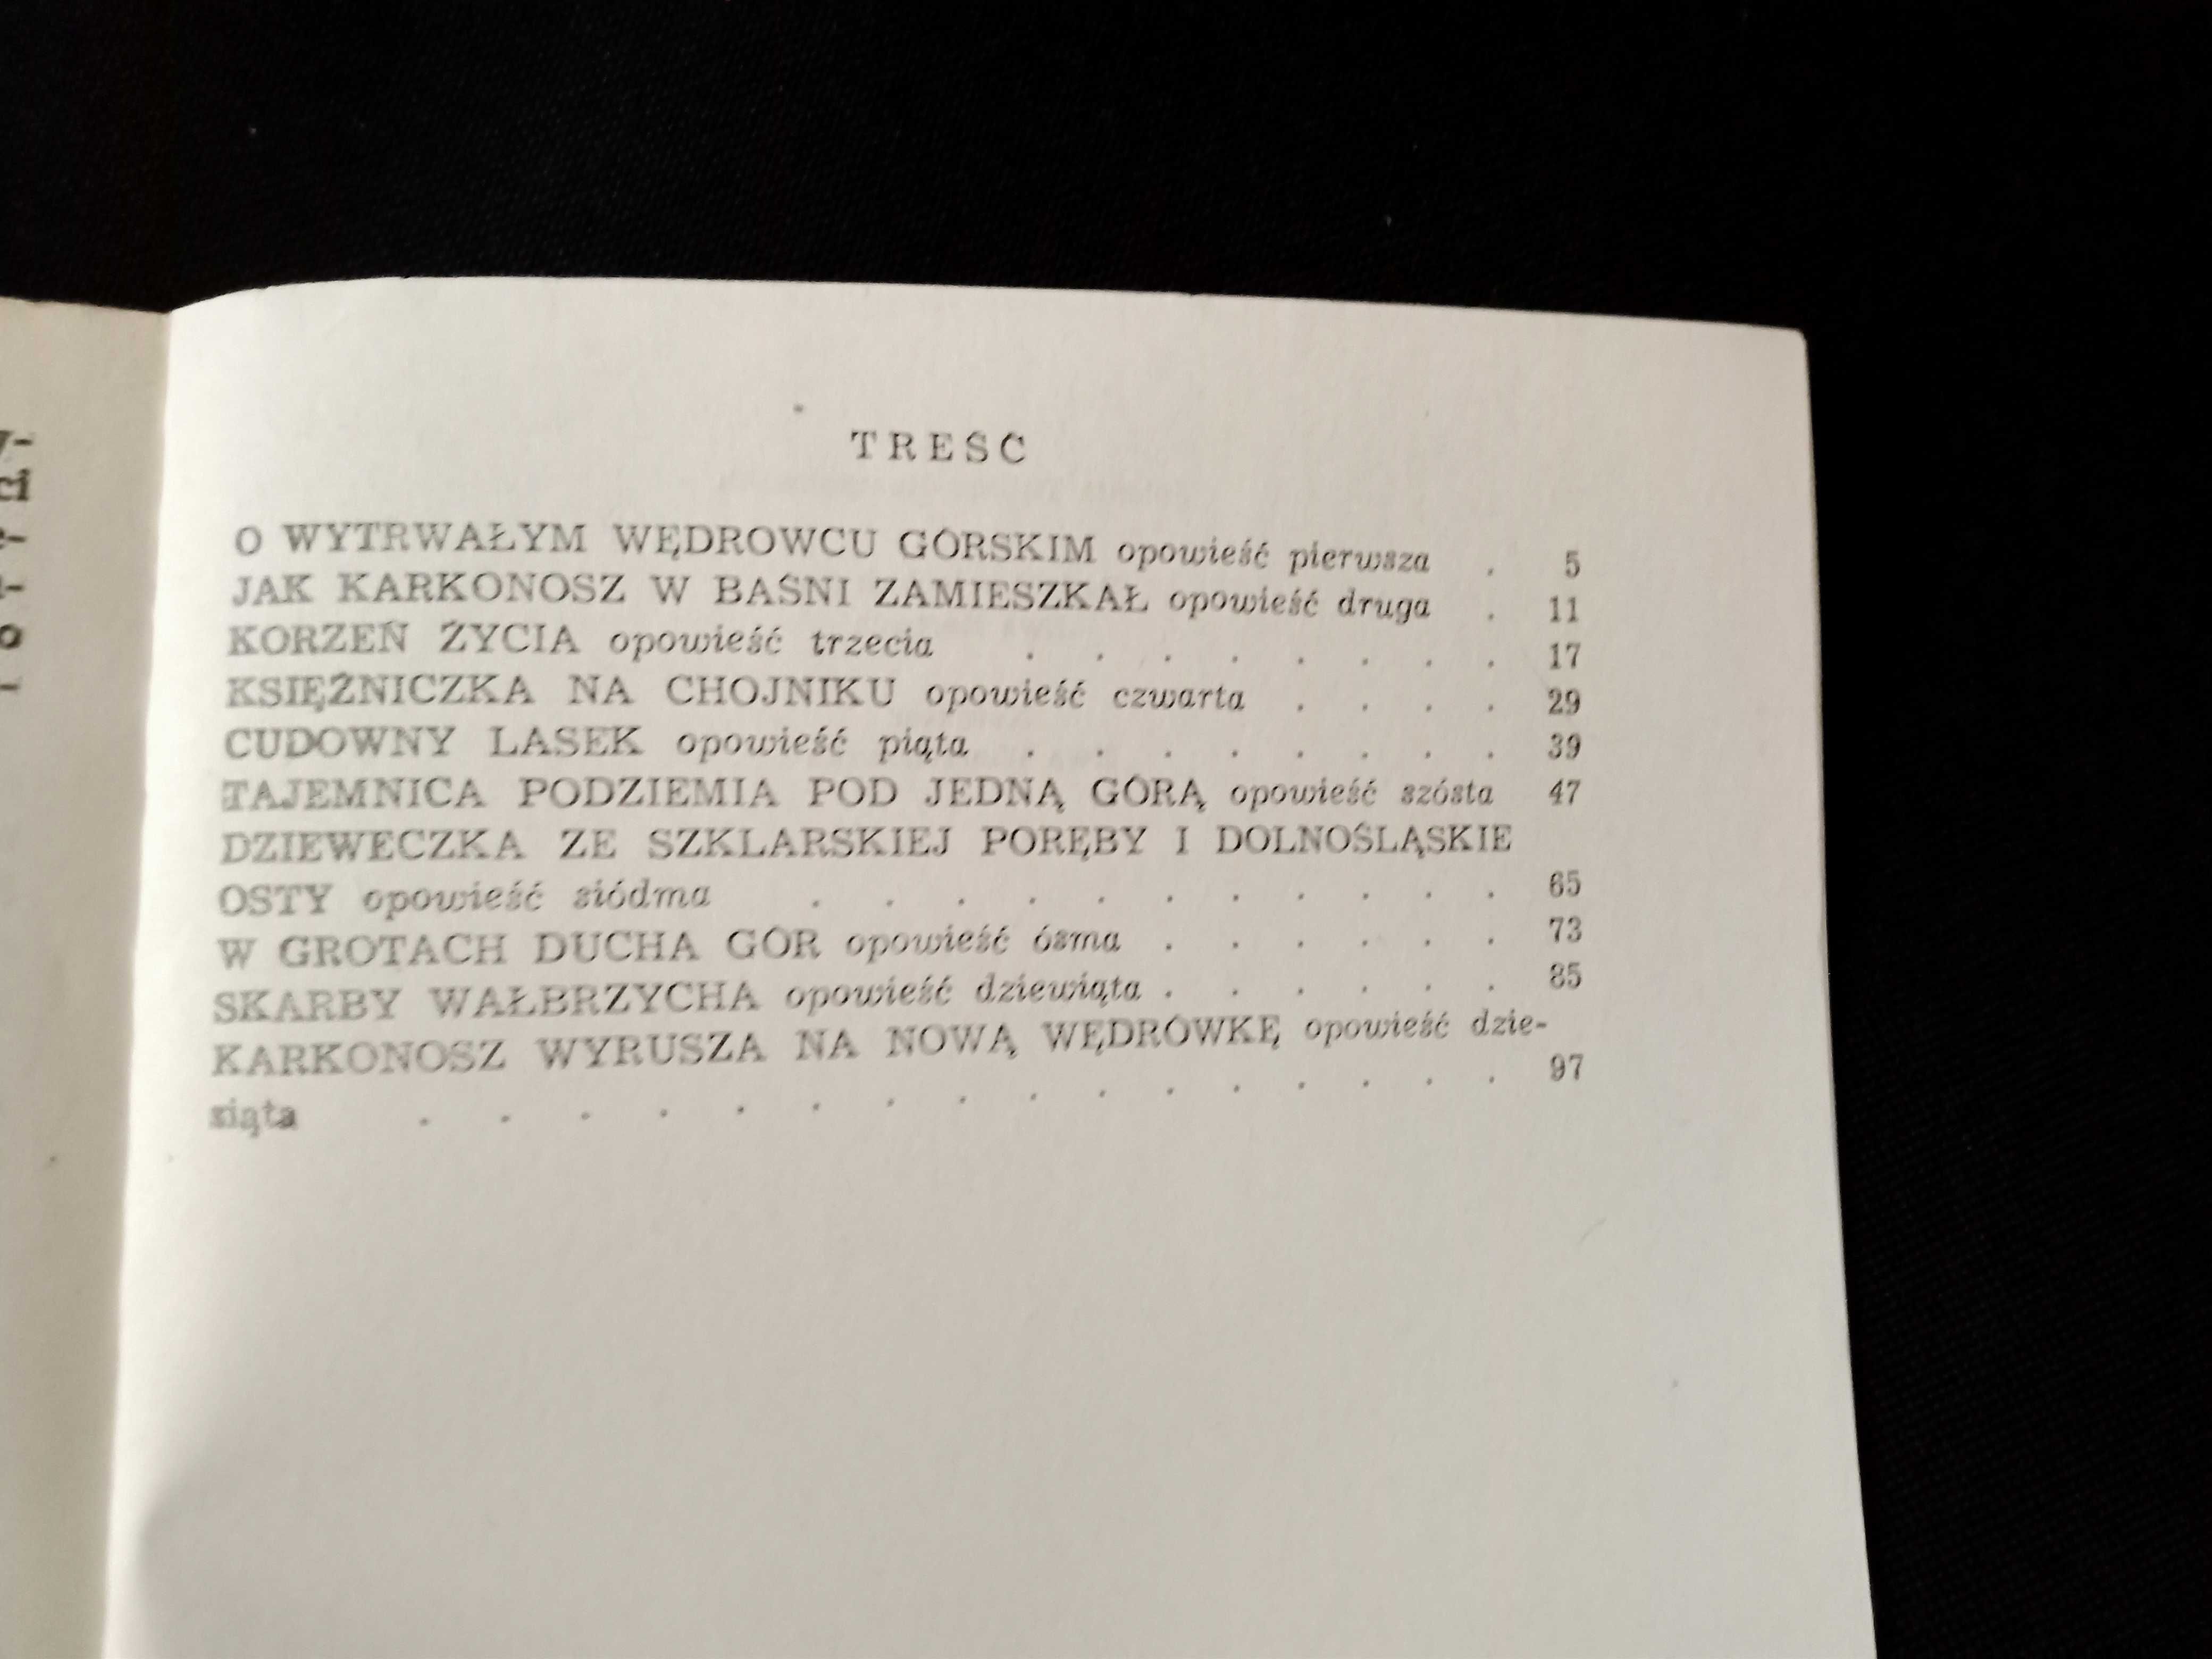 TREŚĆ
O WYTRWAŁYM WĘDROWCU GÓRSKIM opowieść pierwsza . 5
JAK KARKONOSZ W BAŚNI ZAMIESZKAŁ opowieść druga . 11
KORZEŃ ŻYCIA opowieść trzecia . . . . . . . . 17
KSIĘŻNICZKA NA CHOJNIKU opowieść czwarta . . . . 29
CUDOWNY LASEK opowieść piąta . . . . . . . . 39
TAJEMNICA PODZIEMIA POD JEDNĄ GÓRĄ opowieść szósta 47
DZIEWECZKA ZE SZKLARSKIEJ PORĘBY I DOLNOŚLĄSKIE
OSTY opowieść siódma . . . . . . . . . . . 65
W GROTACH DUCHA GÓR opowieść ósma . . . . . . 73
SKARBY WAŁBRZYCHA opowieść dziewiąta . . . . . . 85
KARKONOSZ WYRUSZA NA NOWĄ WĘDRÓWKĘ opowieść dzie-
siąta . . . . . . . . . . . . . . . . 97